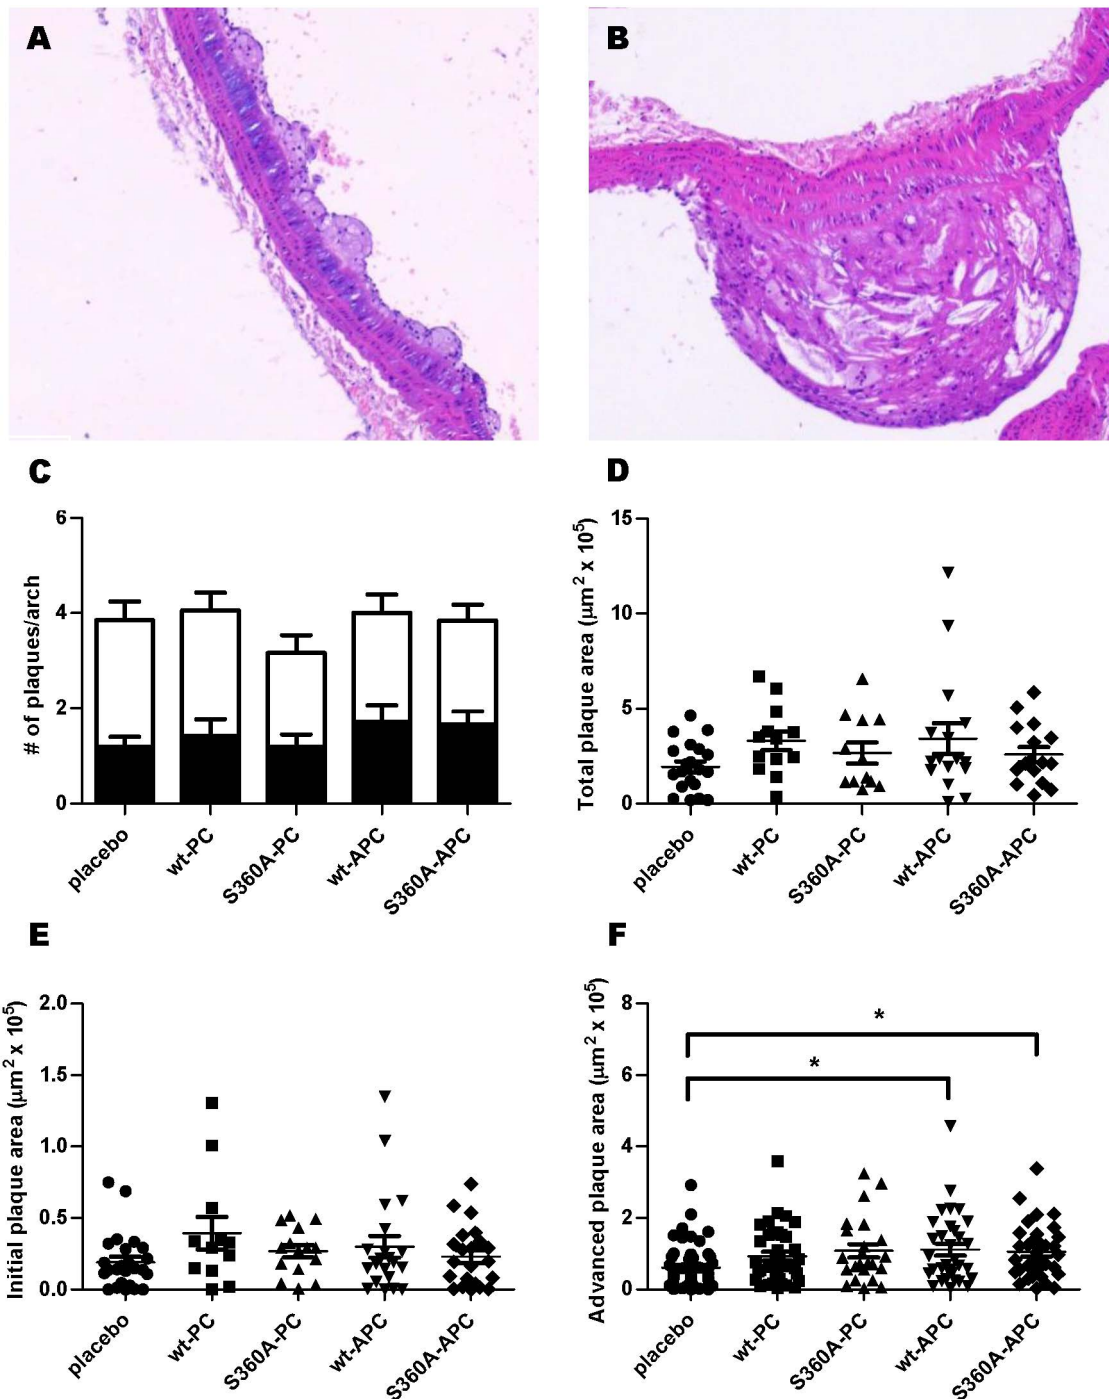 A
B
C
# of plaques/arch
6
4
2
0
placebo
wt-PC
S360A-PC
wt-APC
S360A-APC
D
Total plaque area (μm² x 10⁵)
15
10
5
0
placebo
wt-PC
S360A-PC
wt-APC
S360A-APC
E
Initial plaque area (μm² x 10⁵)
2.0
1.5
1.0
0.5
0.0
placebo
wt-PC
S360A-PC
wt-APC
S360A-APC
F
Advanced plaque area (μm² x 10⁵)
8
6
4
2
0
*
*
placebo
wt-PC
S360A-PC
wt-APC
S360A-APC